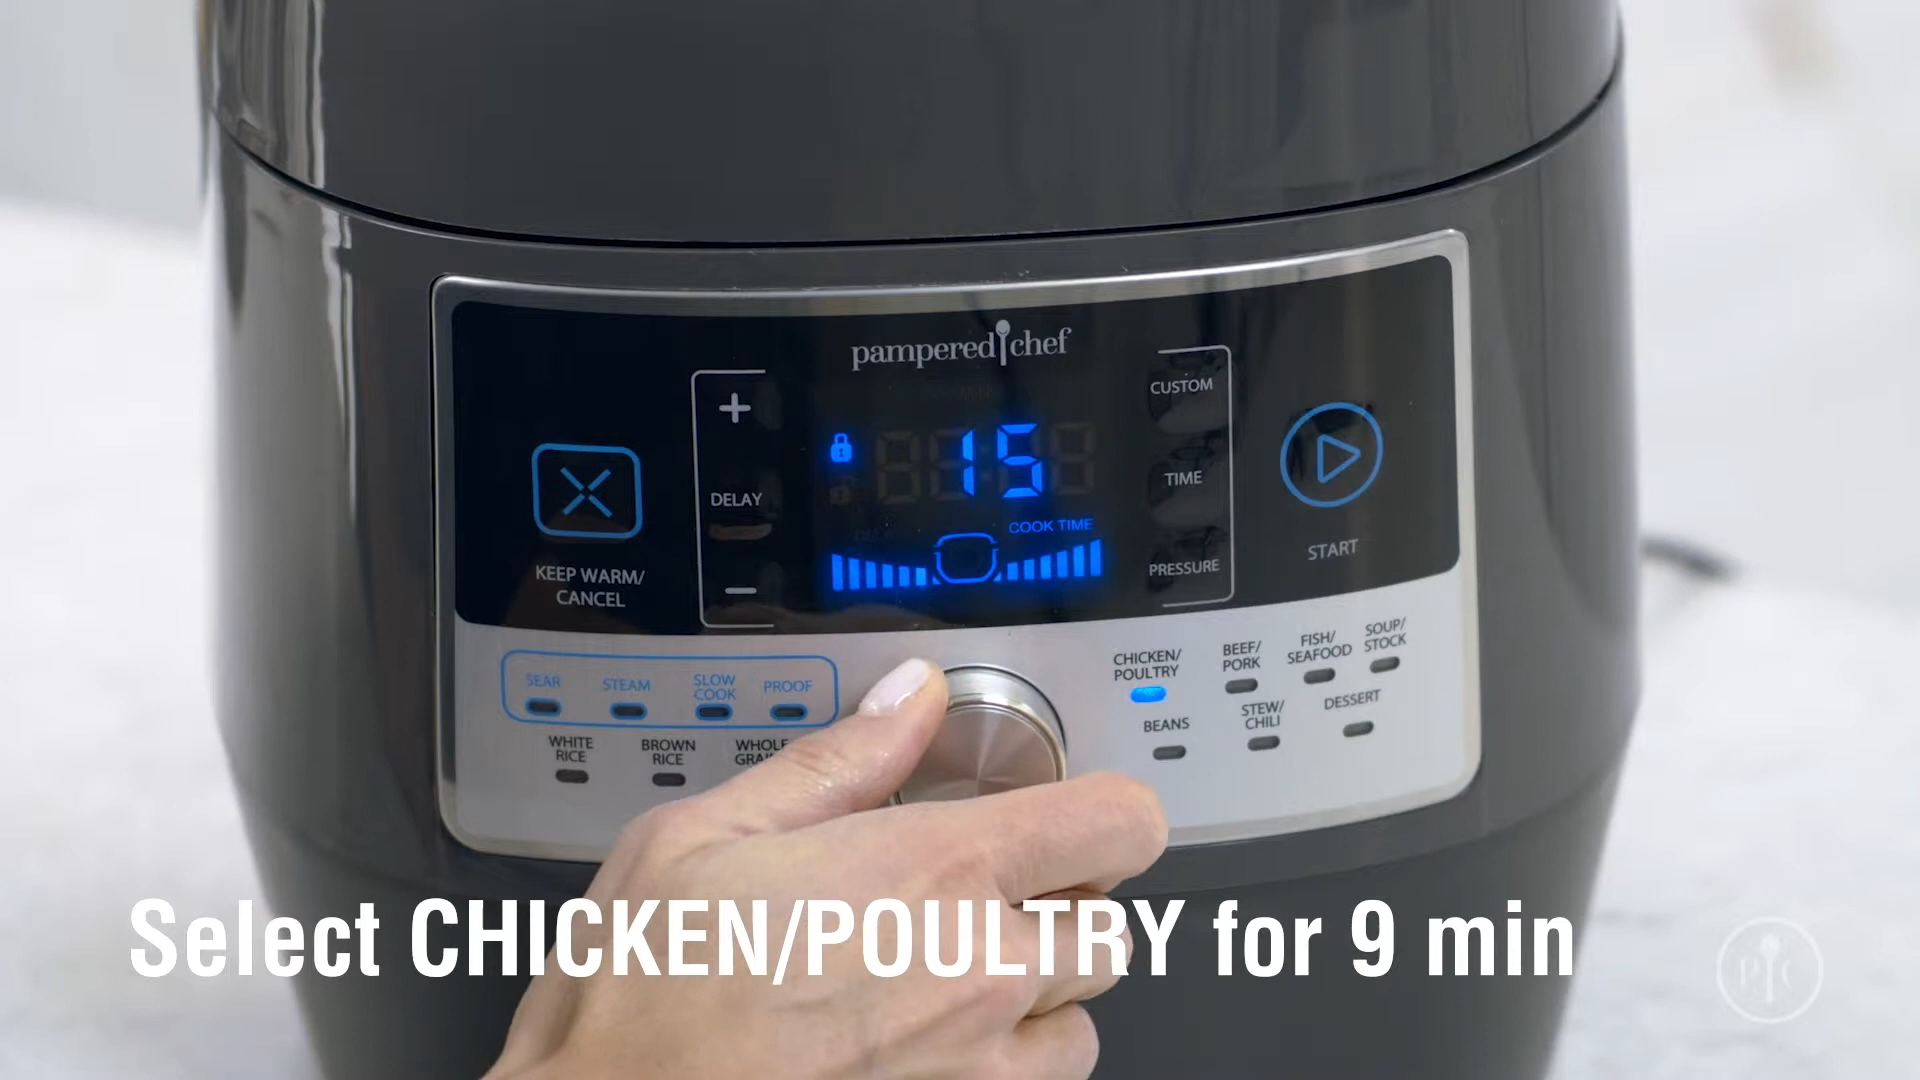 pampered chef
+
DELAY
−
15
COOK TIME
CUSTOM
TIME
PRESSURE
KEEP WARM/
CANCEL
START
SEAR
STEAM
SLOW
COOK
PROOF
WHITE
RICE
BROWN
RICE
WHOLE
CHICKEN/
POULTRY
BEEF/
PORK
FISH/
SEAFOOD
SOUP/
STOCK
BEANS
STEW/
CHILI
DESSERT
Select CHICKEN/POULTRY for 9 min
PC